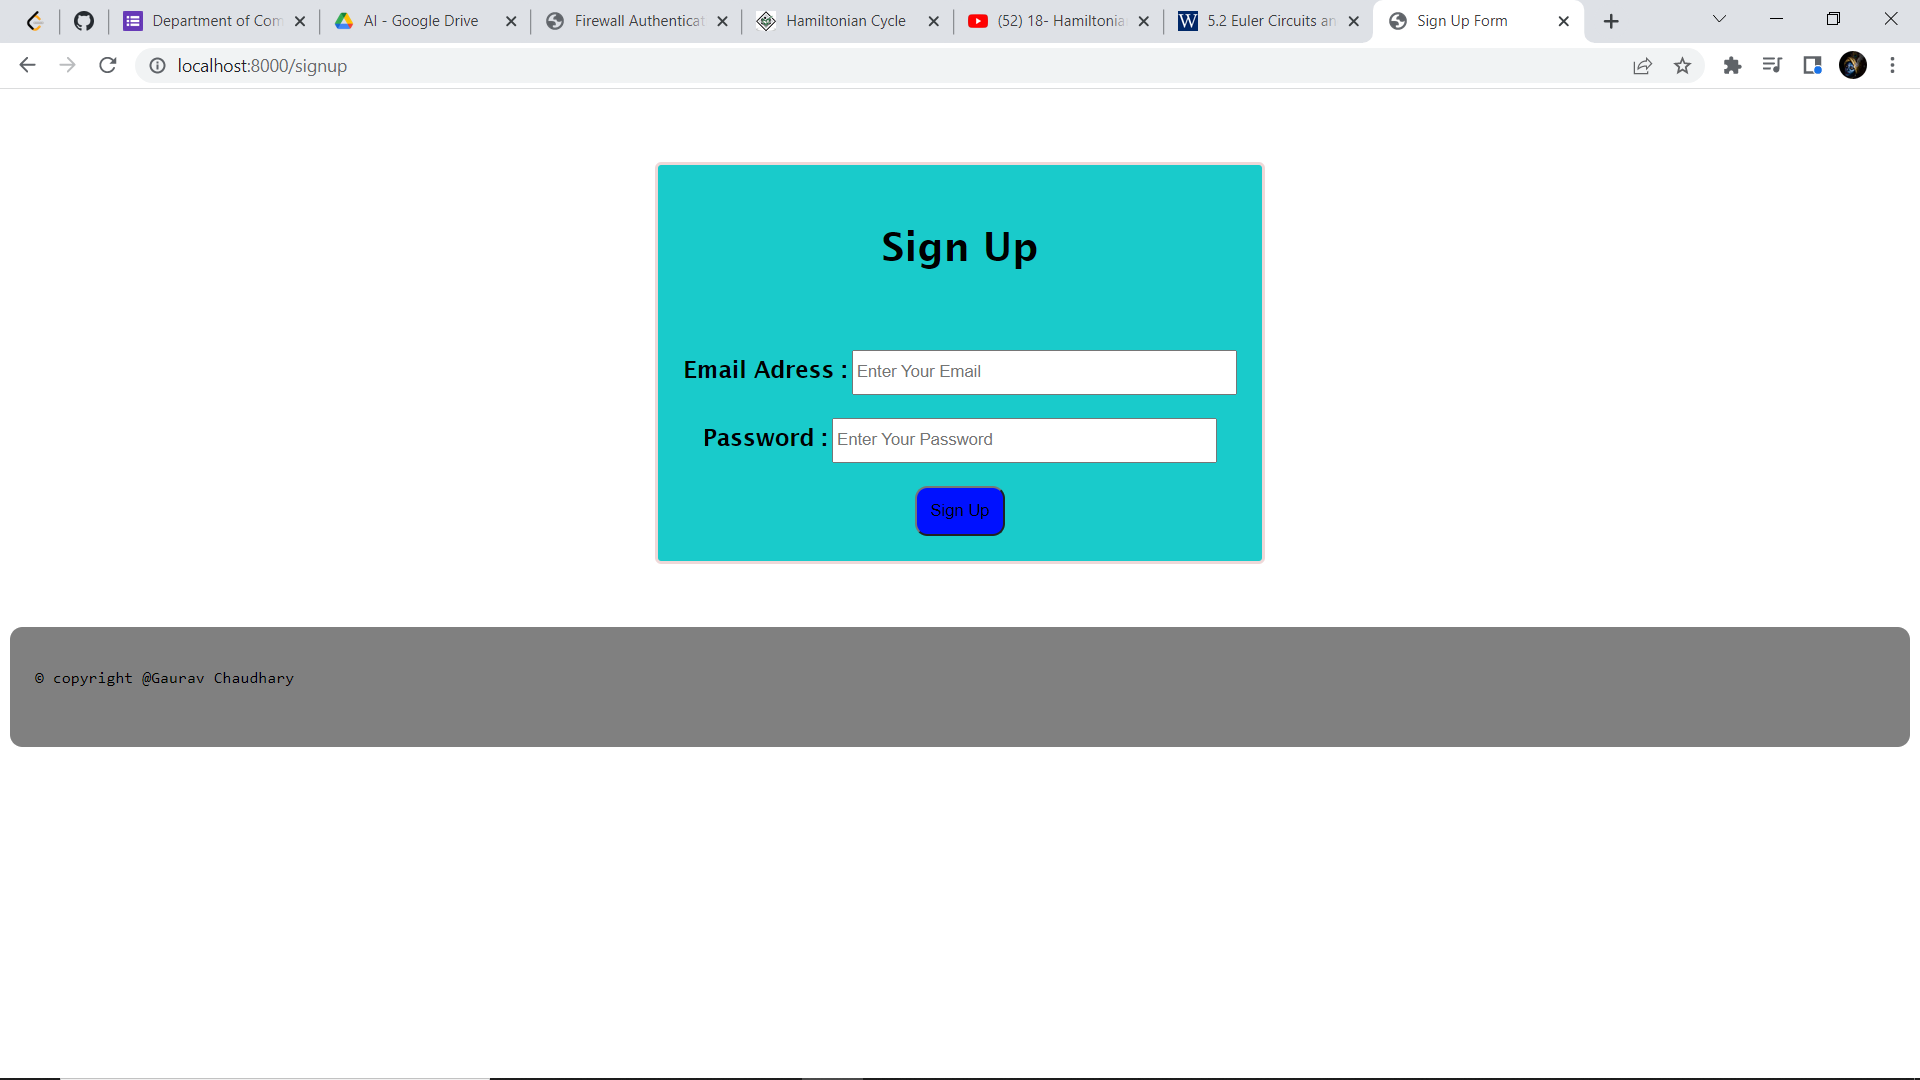 Department of Com
AI - Google Drive
Firewall Authenticat
Hamiltonian Cycle
(52) 18- Hamiltonia
5.2 Euler Circuits an
Sign Up Form
localhost:8000/signup
Sign Up
Email Adress :
Enter Your Email
Password :
Enter Your Password
Sign Up
© copyright @Gaurav Chaudhary